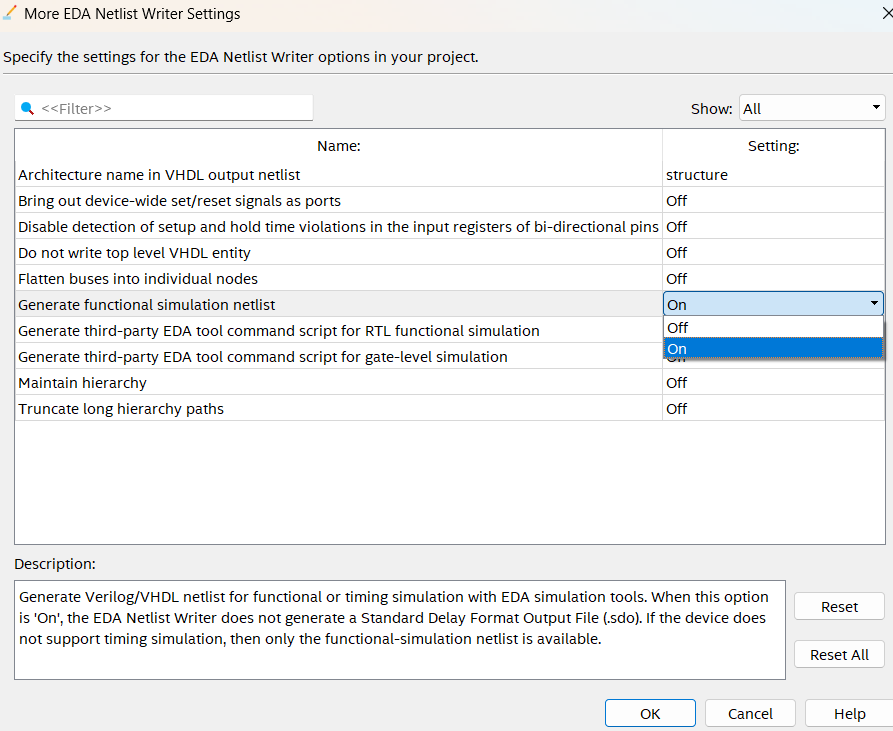 More EDA Netlist Writer Settings
Specify the settings for the EDA Netlist Writer options in your project.
<<Filter>>
Show: All
Name: Setting:
Architecture name in VHDL output netlist structure
Bring out device-wide set/reset signals as ports Off
Disable detection of setup and hold time violations in the input registers of bi-directional pins Off
Do not write top level VHDL entity Off
Flatten buses into individual nodes Off
Generate functional simulation netlist On
Off
Generate third-party EDA tool command script for RTL functional simulation
On
Generate third-party EDA tool command script for gate-level simulation
Maintain hierarchy Off
Truncate long hierarchy paths Off
Description:
Generate Verilog/VHDL netlist for functional or timing simulation with EDA simulation tools. When this option
is 'On', the EDA Netlist Writer does not generate a Standard Delay Format Output File (.sdo). If the device does
not support timing simulation, then only the functional-simulation netlist is available.
Reset
Reset All
OK Cancel Help